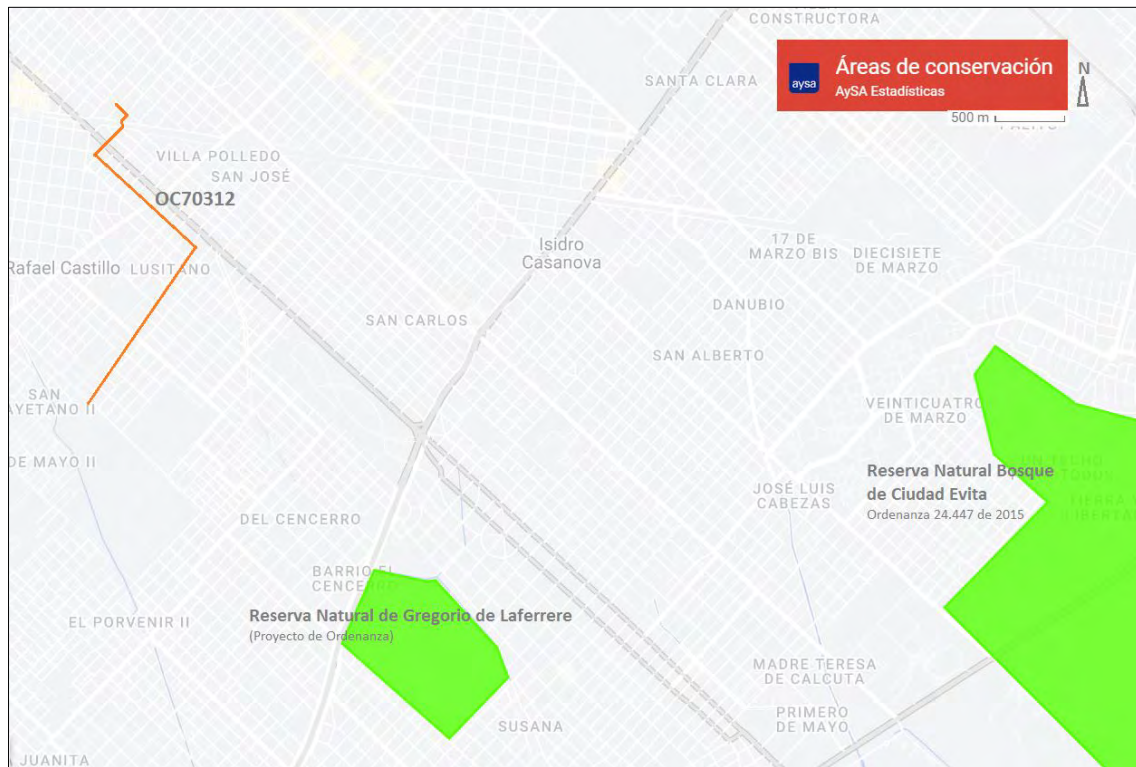 CONSTRUCTORA
Áreas de conservación
aysa
AySA Estadísticas
N
SANTA CLARA
500 m
VILLA POLLEDO
SAN JOSÉ
OC70312
Isidro
Casanova
17 DE
MARZO BIS
DIECISIETE
DE MARZO
Rafael Castillo
LUSITANO
DANUBIO
SAN CARLOS
SAN ALBERTO
SAN
AYETANO II
VEINTICUATRO
DE MARZO
DE MAYO II
Reserva Natural Bosque
de Ciudad Evita
Ordenanza 24.447 de 2015
JOSÉ LUIS
CABEZAS
DEL CENCERRO
BARRIO EL
CENCERRO
Reserva Natural de Gregorio de Laferrere
(Proyecto de Ordenanza)
EL PORVENIR II
MADRE TERESA
DE CALCUTA
PRIMERO
DE MAYO
SUSANA
JUANITA